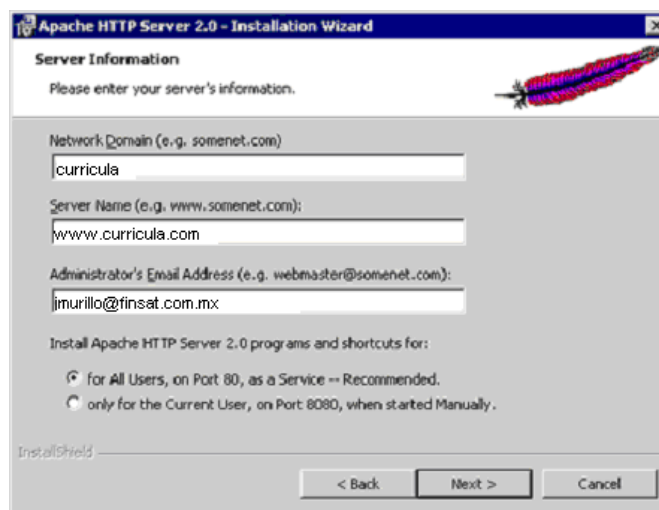 Apache HTTP Server 2.0 - Installation Wizard
Server Information
Please enter your server's information.
Network Domain (e.g. somenet.com)
curricula
Server Name (e.g. www.somenet.com):
www.curricula.com
Administrator's Email Address (e.g. webmaster@somenet.com):
jmurillo@finsat.com.mx
Install Apache HTTP Server 2.0 programs and shortcuts for:
for All Users, on Port 80, as a Service -- Recommended.
only for the Current User, on Port 8080, when started Manually.
InstallShield
< Back Next > Cancel